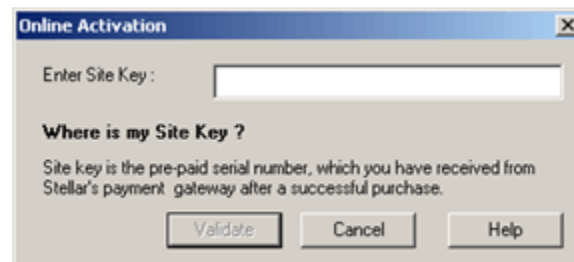 Online Activation
Enter Site Key :
Where is my Site Key ?
Site key is the pre-paid serial number, which you have received from
Stellar's payment gateway after a successful purchase.
Validate Cancel Help